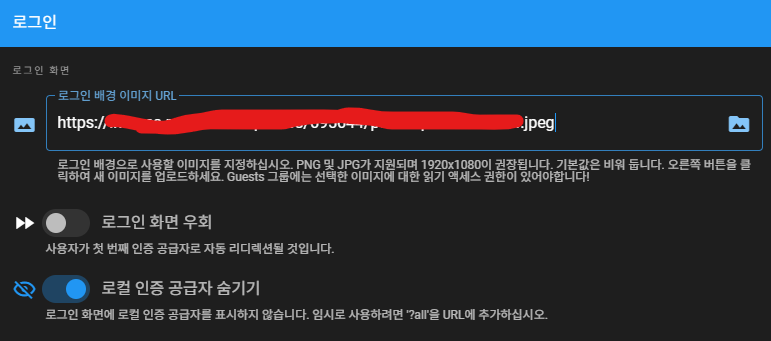 로그인
로그인 화면
로그인 배경 이미지 URL
https:// .jpeg
로그인 배경으로 사용할 이미지를 지정하십시오. PNG 및 JPG가 지원되며 1920x1080이 권장됩니다. 기본값은 비워 둡니다. 오른쪽 버튼을 클
릭하여 새 이미지를 업로드하세요. Guests 그룹에는 선택한 이미지에 대한 읽기 액세스 권한이 있어야합니다!
로그인 화면 우회
사용자가 첫 번째 인증 공급자로 자동 리디렉션될 것입니다.
로컬 인증 공급자 숨기기
로그인 화면에 로컬 인증 공급자를 표시하지 않습니다. 임시로 사용하려면 '?all'을 URL에 추가하십시오.